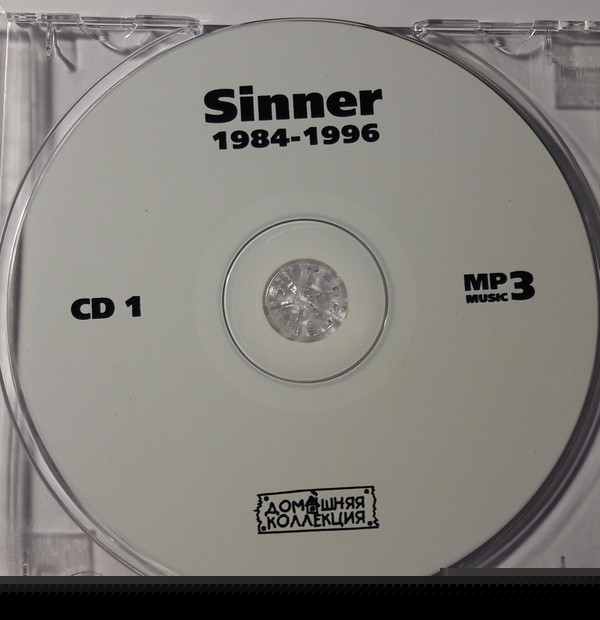 Sinner
1984-1996
CD 1
MP3
MUSIC
ДОМАШНЯЯ
КОЛЛЕКЦИЯ